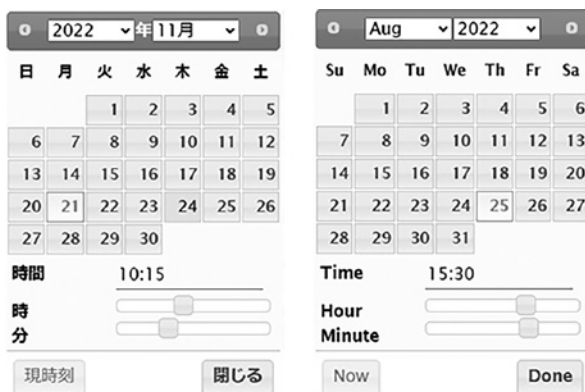 2022 年 11月
日 月 火 水 木 金 土
1 2 3 4 5
6 7 8 9 10 11 12
13 14 15 16 17 18 19
20 21 22 23 24 25 26
27 28 29 30
時間 10:15
時
分
現時刻 閉じる
Aug 2022
Su Mo Tu We Th Fr Sa
1 2 3 4 5 6
7 8 9 10 11 12 13
14 15 16 17 18 19 20
21 22 23 24 25 26 27
28 29 30 31
Time 15:30
Hour
Minute
Now Done